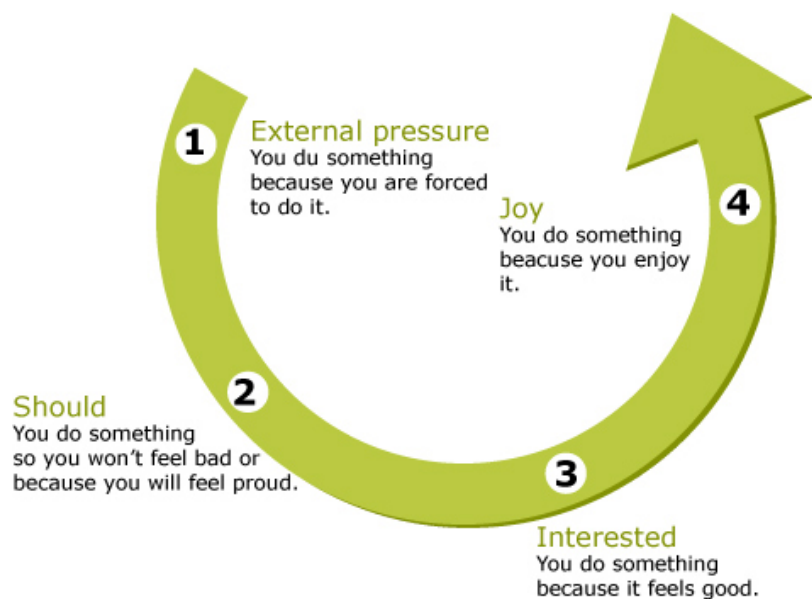 1
External pressure
You du something
because you are forced
to do it.
2
Should
You do something
so you won't feel bad or
because you will feel proud.
3
Interested
You do something
because it feels good.
4
Joy
You do something
beacuse you enjoy
it.